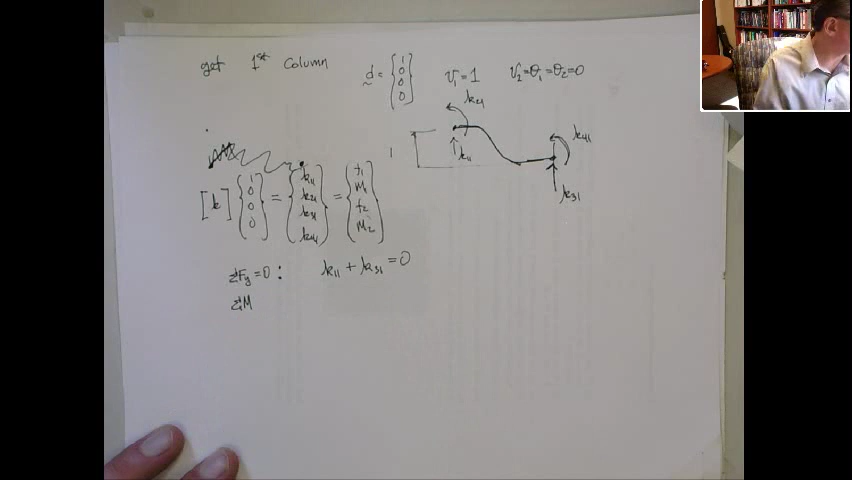 get 1st Column
d = {1 0 0 0} v₁ = 1 v₂ = θ₁ = θ₂ = 0
k₂₁
1
k₁₁
k₄₁
k₃₁
[k] {1 0 0 0} = {k₁₁ k₂₁ k₃₁ k₄₁} = {f₁ M₁ f₂ M₂}
ΣFy = 0 : k₁₁ + k₃₁ = 0
ΣM